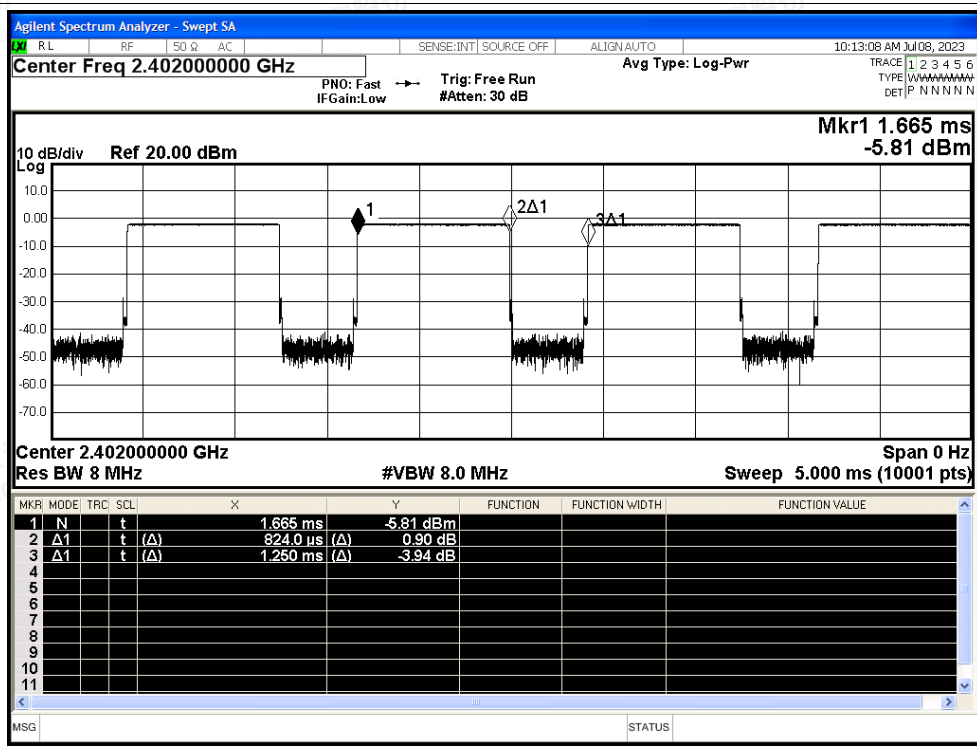 Agilent Spectrum Analyzer - Swept SA
LXI RL RF 50 Ω AC SENSE:INT SOURCE OFF ALIGN AUTO 10:13:08 AM Jul 08, 2023
Center Freq 2.402000000 GHz
PNO: Fast
IFGain:Low
Trig: Free Run
#Atten: 30 dB
Avg Type: Log-Pwr
TRACE 1 2 3 4 5 6
TYPE W
DET P N N N N N
Mkr1 1.665 ms
-5.81 dBm
10 dB/div Ref 20.00 dBm
Log
10.0
0.00
-10.0
-20.0
-30.0
-40.0
-50.0
-60.0
-70.0
1
2Δ1
3Δ1
Center 2.402000000 GHz Span 0 Hz
Res BW 8 MHz #VBW 8.0 MHz Sweep 5.000 ms (10001 pts)
MKR MODE TRC SCL X Y FUNCTION FUNCTION WIDTH FUNCTION VALUE
1 N t 1.665 ms -5.81 dBm
2 Δ1 t (Δ) 824.0 µs (Δ) 0.90 dB
3 Δ1 t (Δ) 1.250 ms (Δ) -3.94 dB
4
5
6
7
8
9
10
11
MSG STATUS